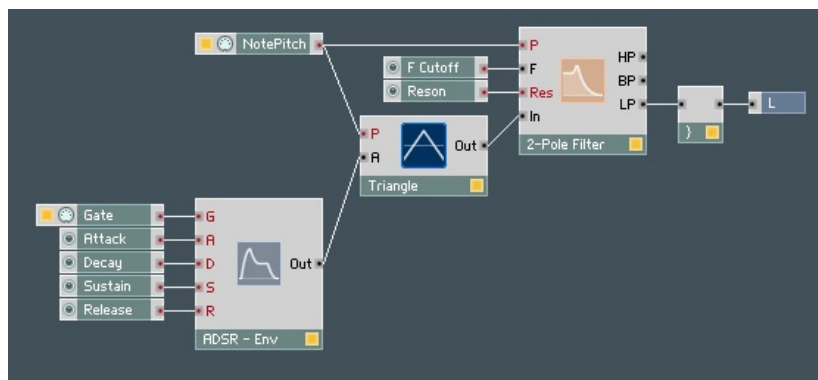 NotePitch
P
HP
F Cutoff
F
BP
Reson
Res
LP
L
In
}
2-Pole Filter
P
A
Out
Triangle
Gate
G
Attack
A
Decay
D
Out
Sustain
S
Release
R
ADSR - Env